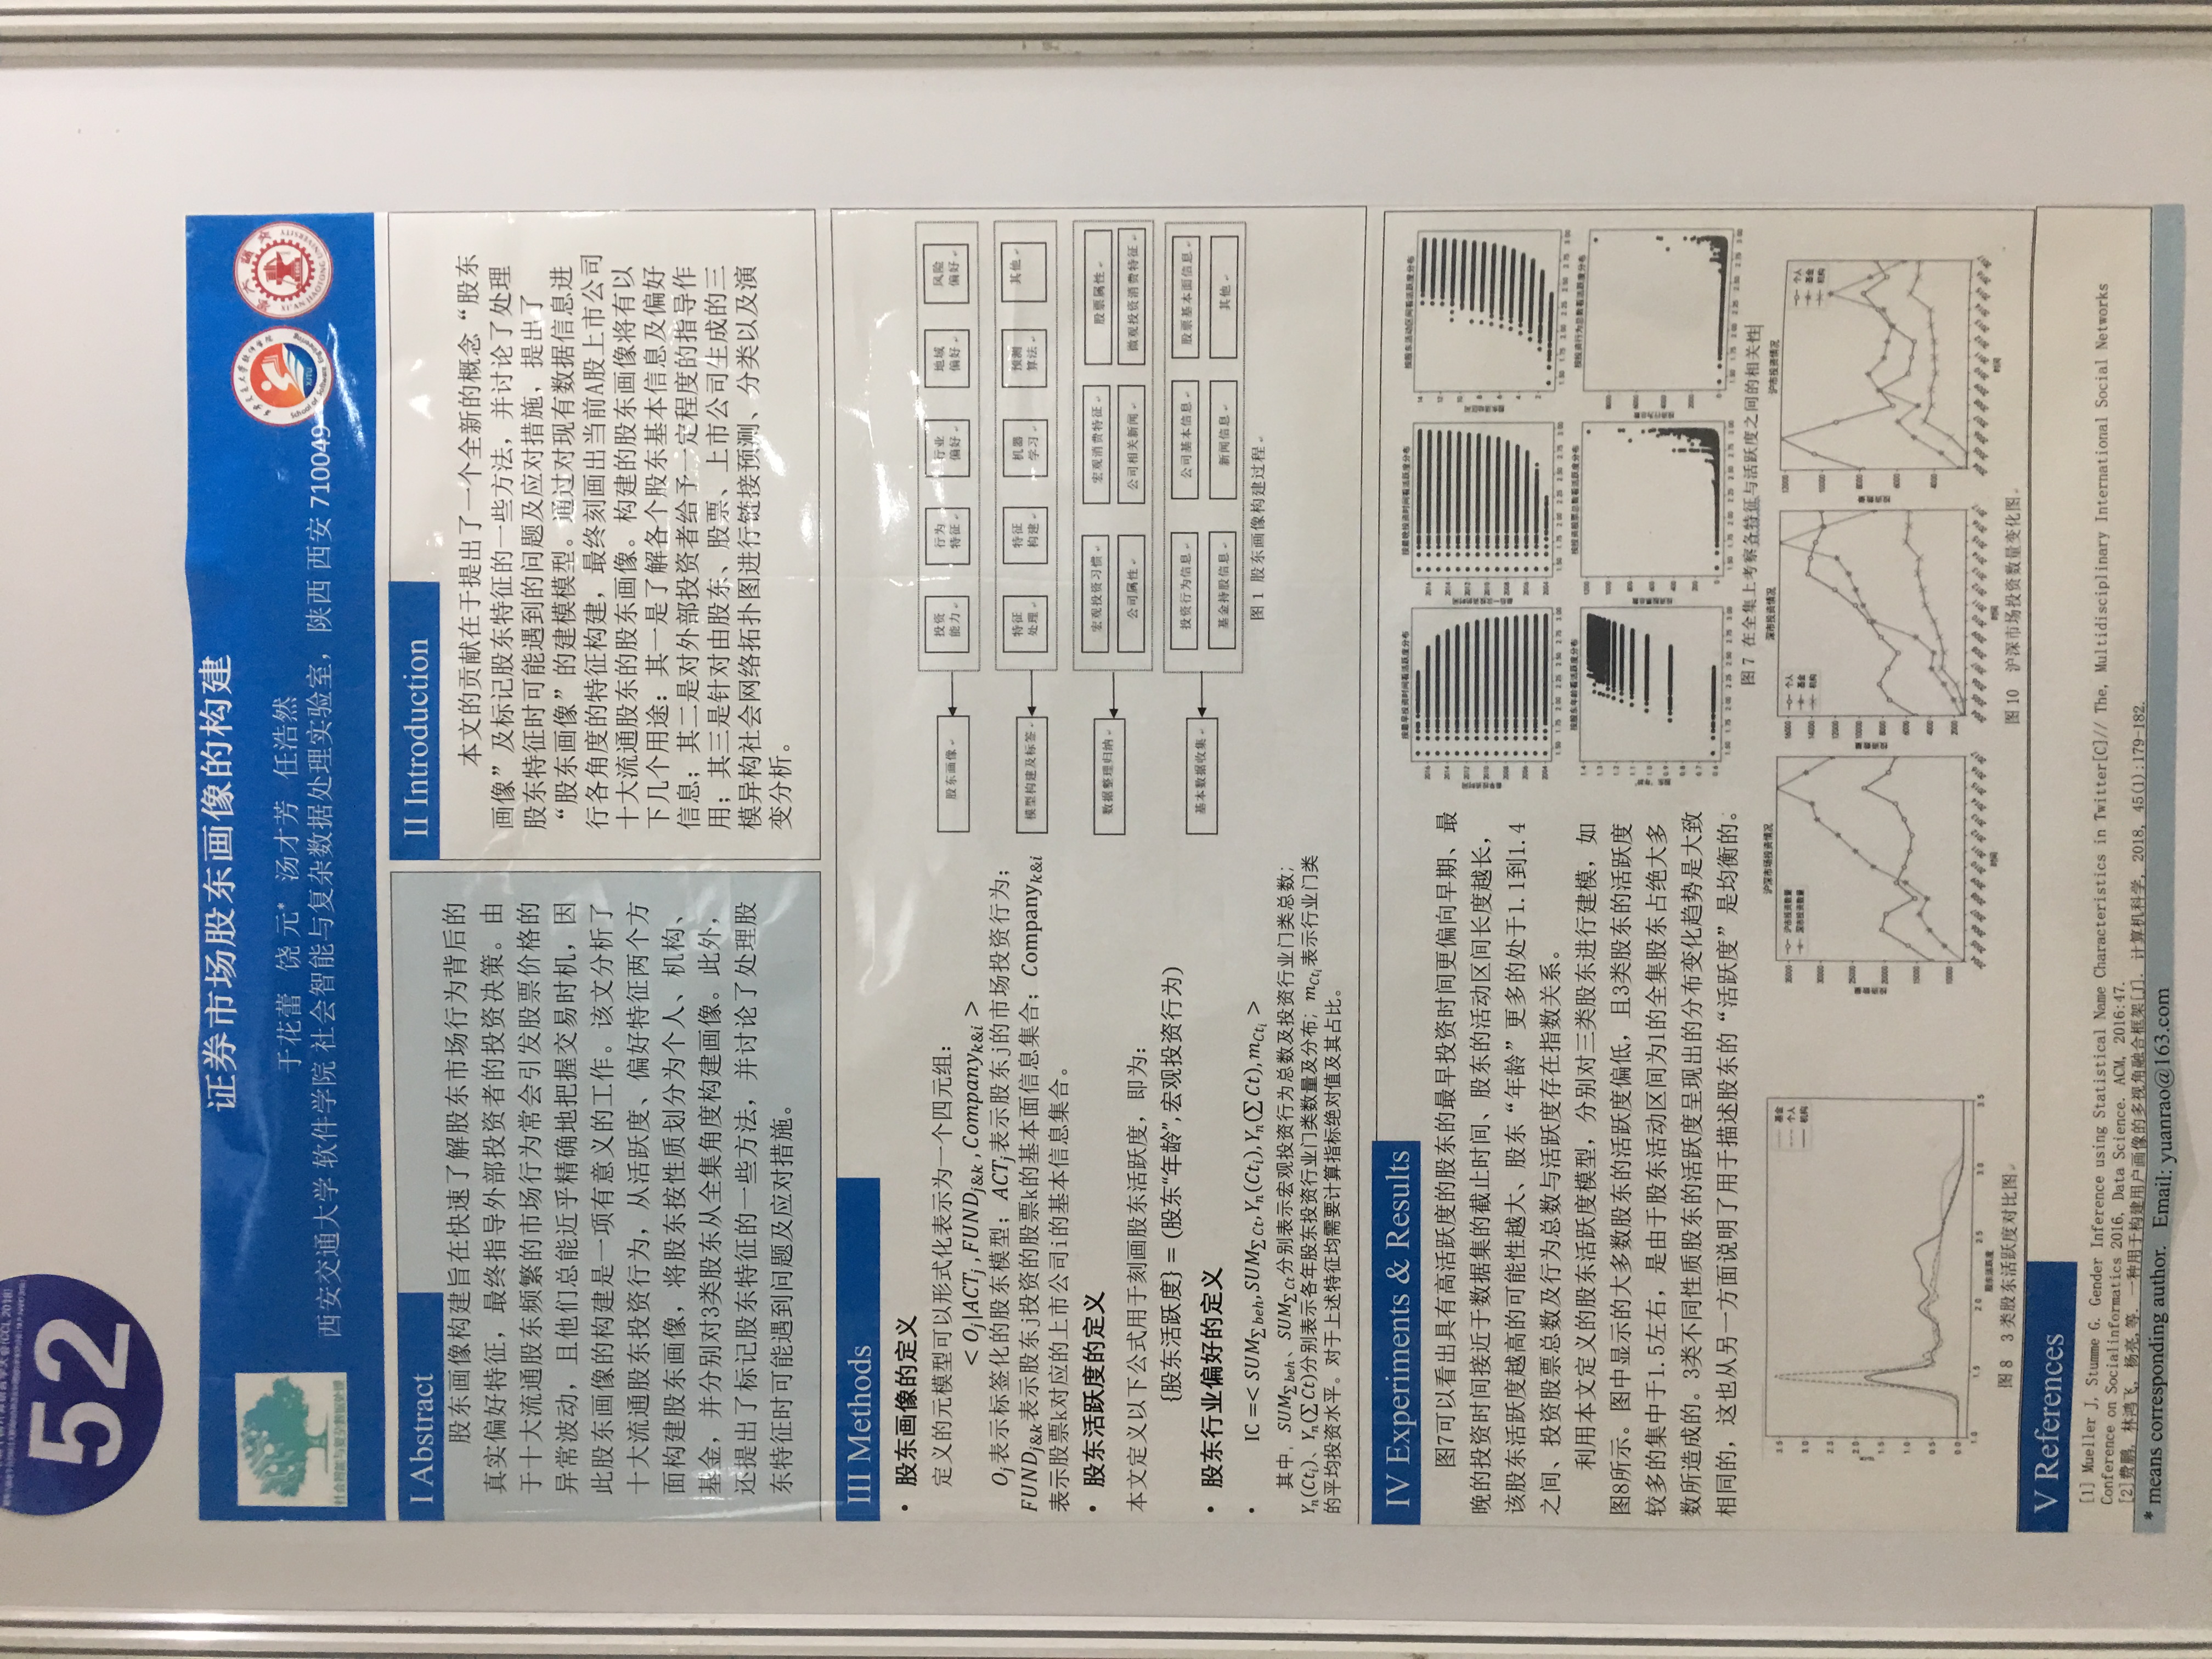 52
证券市场股东画像的构建
于花蕾 饶元* 汤才芳 任浩然
西安交通大学 软件学院 社会智能与复杂数据处理实验室，陕西 西安 710049
社会智能与复杂数据处理
I Abstract
股东画像构建旨在快速了解股东市场行为背后的
真实偏好特征，最终指导外部投资者的投资决策。由
于十大流通股东频繁的市场行为常会引发股票价格的
异常波动，且他们总能近乎精确地把握交易时机，因
此股东画像的构建是一项有意义的工作。该文分析了
十大流通股东投资行为，从活跃度、偏好特征两个方
面构建股东画像，将股东按性质划分为个人、机构、
基金，并分别对3类股东从全集角度构建画像。此外，
还提出了标记股东特征的一些方法，并讨论了处理股
东特征时可能遇到问题及应对措施。
II Introduction
本文的贡献在于提出了一个全新的概念“股东
画像”及标记股东特征的一些方法，并讨论了处理
股东特征时可能遇到的问题及应对措施，提出了
“股东画像”的建模模型。通过对现有数据信息进
行各角度的特征构建，最终刻画出当前A股上市公司
十大流通股东的股东画像。构建的股东画像将有以
下几个用途：其一是了解各个股东基本信息及偏好
信息；其二是对外部投资者给予一定程度的指导作
用；其三是针对由股东、股票、上市公司生成的三
模异构社会网络拓扑图进行链接预测、分类以及演
变分析。
III Methods
• 股东画像的定义
定义的元模型可以形式化表示为一个四元组：
< Oj|ACTj , FUNDj&k , Companyk&i >
Oj表示标签化的股东模型；ACTj表示股东j的市场投资行为；
FUNDj&k表示股东j投资的股票k的基本面信息集合；Companyk&i
表示股票k对应的上市公司i的基本信息集合。
• 股东活跃度的定义
本文定义以下公式用于刻画股东活跃度，即为：
{股东活跃度} = (股东“年龄”, 宏观投资行为)
• 股东行业偏好的定义
• IC =< SUM∑beh, SUM∑Ct, Yn(Cti), Yn(∑Ct), mCti >
其中，SUM∑beh、SUM∑Ct分别表示宏观投资行为总数及投资行业门类总数；
Yn(Cti)、Yn(∑Ct)分别表示各年股东投资行业门类数量及分布；mCti表示行业门类
的平均投资水平。对于上述特征均需要计算指标绝对值及其占比。
股东画像 投资能力 行为特征 行业偏好 地域偏好 风险偏好
模型构建及标签 特征处理 特征构建 机器学习 预测算法 其他
数据整理归纳 宏观投资习惯 宏观消费特征 股票属性
公司属性 公司相关新闻 微观投资消费特征
基本数据收集 投资行为信息 公司基本信息 股票基本面信息
基金持股信息 新闻信息 其他
图 1 股东画像构建过程
IV Experiments & Results
图7可以看出具有高活跃度的股东的最早投资时间更偏向早期、最
晚的投资时间接近于数据集的截止时间、股东的活动区间长度越长，
该股东活跃度越高的可能性越大、股东“年龄”更多的处于1.1到1.4
之间、投资股票总数及行为总数与活跃度存在指数关系。
利用本文定义的股东活跃度模型，分别对三类股东进行建模，如
图8所示。图中显示的大多数股东的活跃度偏低，且3类股东的活跃度
较多的集中于1.5左右，是由于股东活动区间为1的全集股东占绝大多
数所造成的。3类不同性质股东的活跃度呈现出的分布变化趋势是大致
相同的，这也从另一方面说明了用于描述股东的“活跃度”是均衡的。
按最早投资时间看活跃度分布
按最晚投资时间看活跃度分布
按股东活动区间看活跃度分布
按股东年龄看活跃度分布
按投资股票总数看活跃度分布
按投资行为总数看活跃度分布
图 7 在全集上考察各特征与活跃度之间的相关性
基金
个人
机构
股东活跃度
图 8 3 类股东活跃度对比图
沪深市场投资情况
沪市投资数量
深市投资数量
投资数量
时间
深市投资情况
个人
基金
机构
投资数量
时间
沪市投资情况
个人
基金
机构
投资数量
时间
图 10 沪深市场投资数量变化图
V References
[1] Mueller J, Stumme G. Gender Inference using Statistical Name Characteristics in Twitter[C]// The, Multidisciplinary International Social Networks
Conference on Socialinformatics 2016, Data Science. ACM, 2016:47.
[2]费鹏, 林鸿飞, 杨亮,等. 一种用于构建用户画像的多视角融合框架[J]. 计算机科学, 2018, 45(1):179-182.
* means corresponding author. Email: yuanrao@163.com